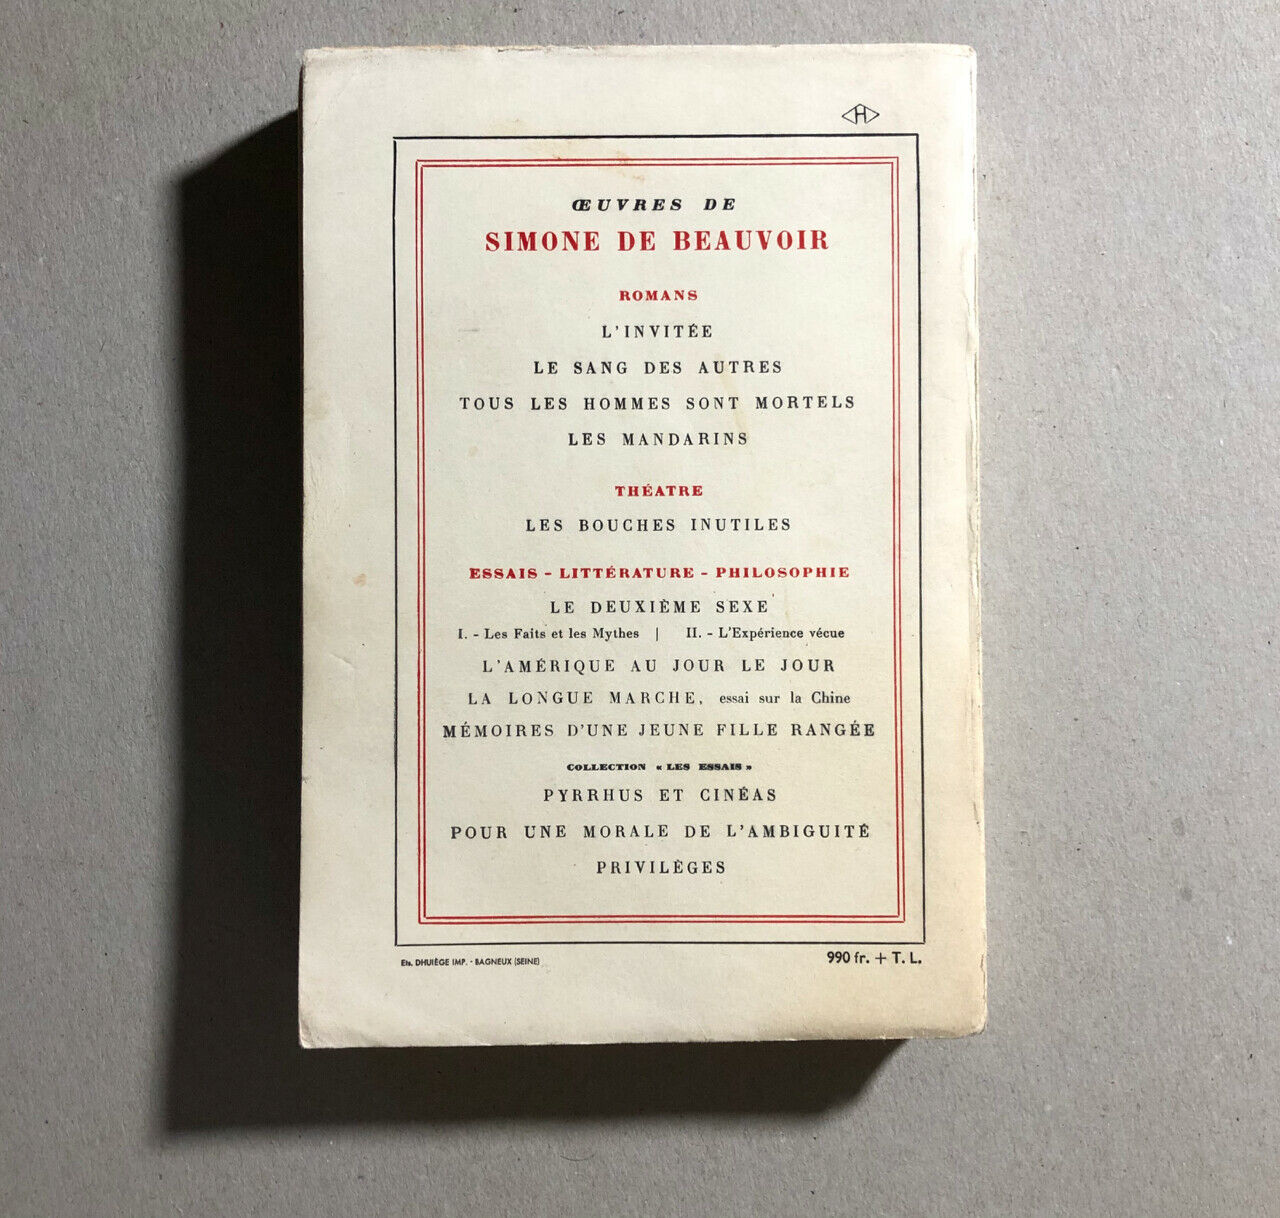 H
ŒUVRES DE
SIMONE DE BEAUVOIR
ROMANS
L'INVITÉE
LE SANG DES AUTRES
TOUS LES HOMMES SONT MORTELS
LES MANDARINS
THÉATRE
LES BOUCHES INUTILES
ESSAIS - LITTÉRATURE - PHILOSOPHIE
LE DEUXIÈME SEXE
I. - Les Faits et les Mythes | II. - L'Expérience vécue
L'AMÉRIQUE AU JOUR LE JOUR
LA LONGUE MARCHE, essai sur la Chine
MÉMOIRES D'UNE JEUNE FILLE RANGÉE
COLLECTION « LES ESSAIS »
PYRRHUS ET CINÉAS
POUR UNE MORALE DE L'AMBIGUITÉ
PRIVILÈGES
Ets. DHUIÈGE IMP. - BAGNEUX (SEINE)
990 fr. + T. L.